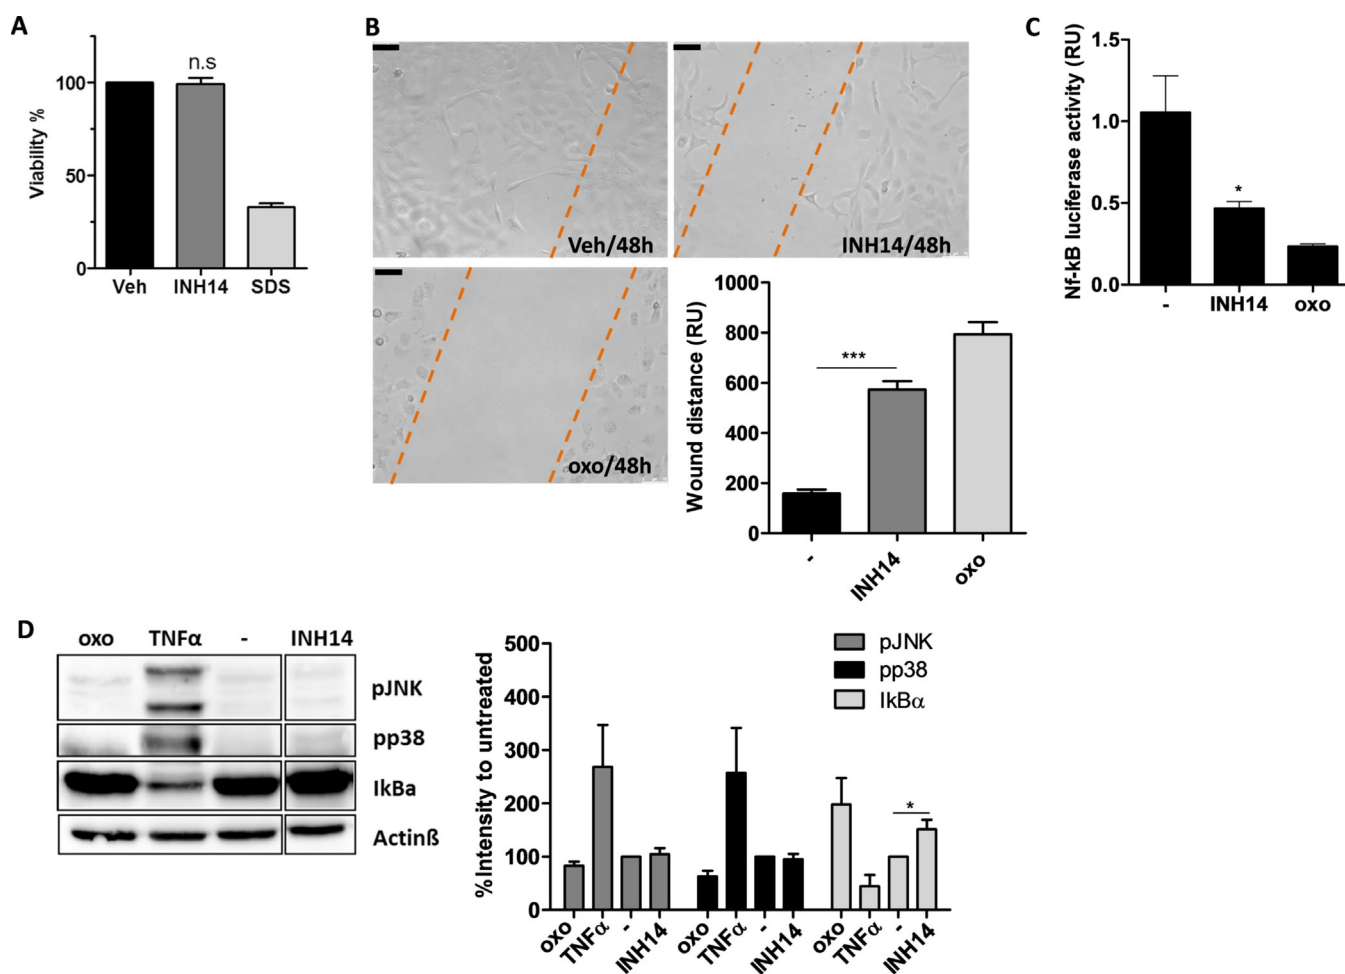 A
Viability %
100
50
0
n.s
Veh INH14 SDS
B
Veh/48h
INH14/48h
oxo/48h
Wound distance (RU)
1000
800
600
400
200
0
***
- INH14 oxo
C
Nf-kB luciferase activity (RU)
1.5
1.0
0.5
0.0
*
- INH14 oxo
D
oxo TNFα - INH14
pJNK
pp38
IkBa
Actinß
%Intensity to untreated
500
400
300
200
100
0
pJNK
pp38
IkBα
*
oxo TNFα - INH14 oxo TNFα - INH14 oxo TNFα - INH14